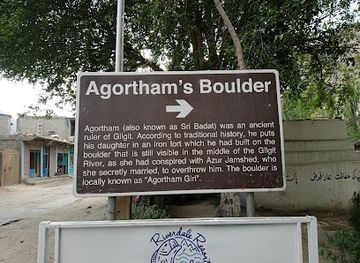 Agortham's Boulder
Agortham (also known as Sri Badat) was an ancient
ruler of Gilgit. According to traditional history, he puts
his daughter in an iron fort which he had built on the
boulder that is still visible in the middle of the Gilgit
River, as she had conspired with Azur Jamshed, who
she secretly married, to overthrow him. The boulder is
locally known as "Agortham Giri".
Riverdale Resort